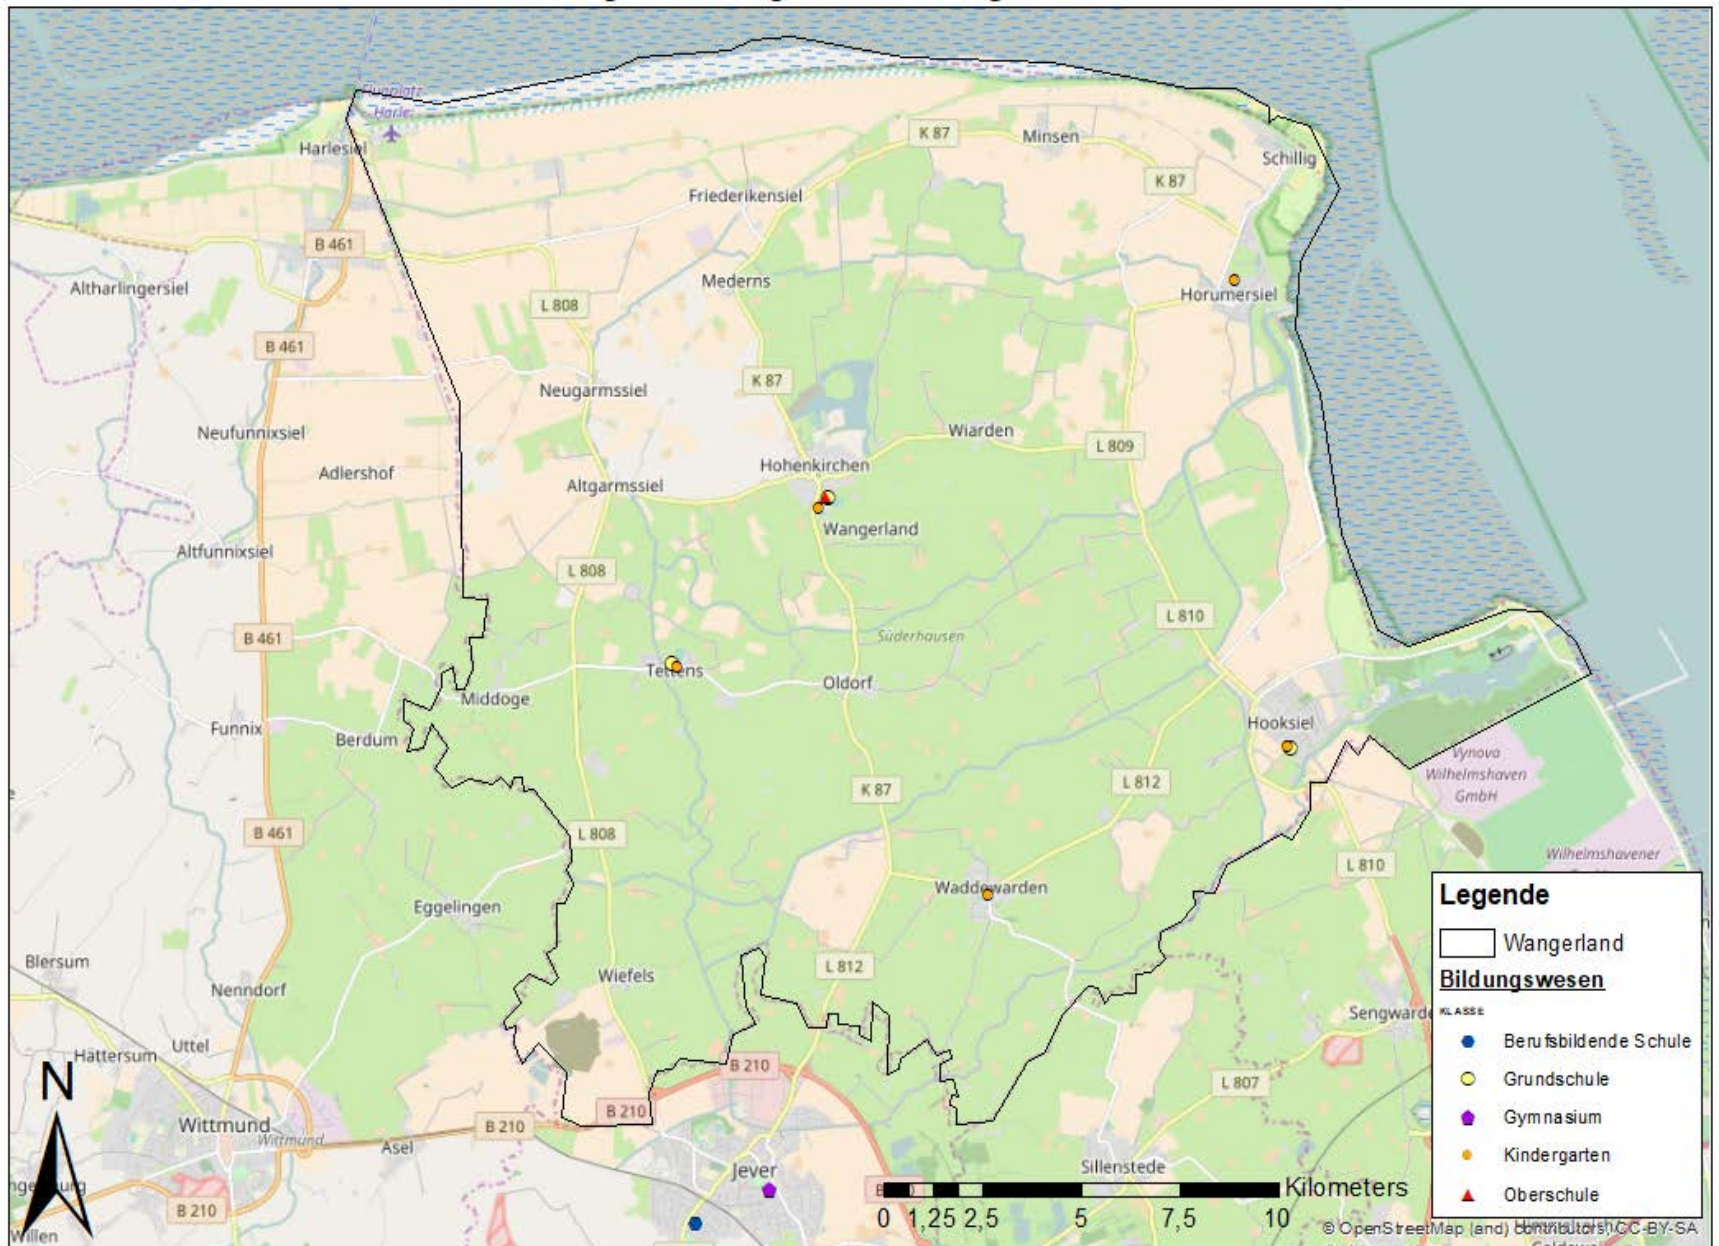 Flugplatz
Harle
Harlesiel
K 87
Minsen
Schillig
K 87
Friederikensiel
B 461
Altharlingersiel
Mederns
L 808
Horumersiel
B 461
K 87
Neugarmssiel
Neufunnixsiel
Wiarden
L 809
Adlershof
Hohenkirchen
Altgarmssiel
Wangerland
Altfunnixsiel
L 808
L 810
B 461
Süderhausen
Tettens
Oldorf
Middoge
Hooksiel
Funnix
Berdum
Vynova
Wilhelmshaven
GmbH
L 812
K 87
B 461
L 808
Wilhelmshavener
L 810
Waddewarden
Eggelingen
Blersum
L 812
Wiefels
Nenndorf
Sengwarde
Uttel
Hattersum
B 210
L 807
B 210
Wittmund
Wittmund
B 210
Asel
Jever
Sillenstede
B 210
Willen
N
Legende
Wangerland
Bildungswesen
KLASSE
Berufsbildende Schule
Grundschule
Gymnasium
Kindergarten
Oberschule
Kilometers
0 1,25 2,5 5 7,5 10
© OpenStreetMap (and) contributors, CC-BY-SA